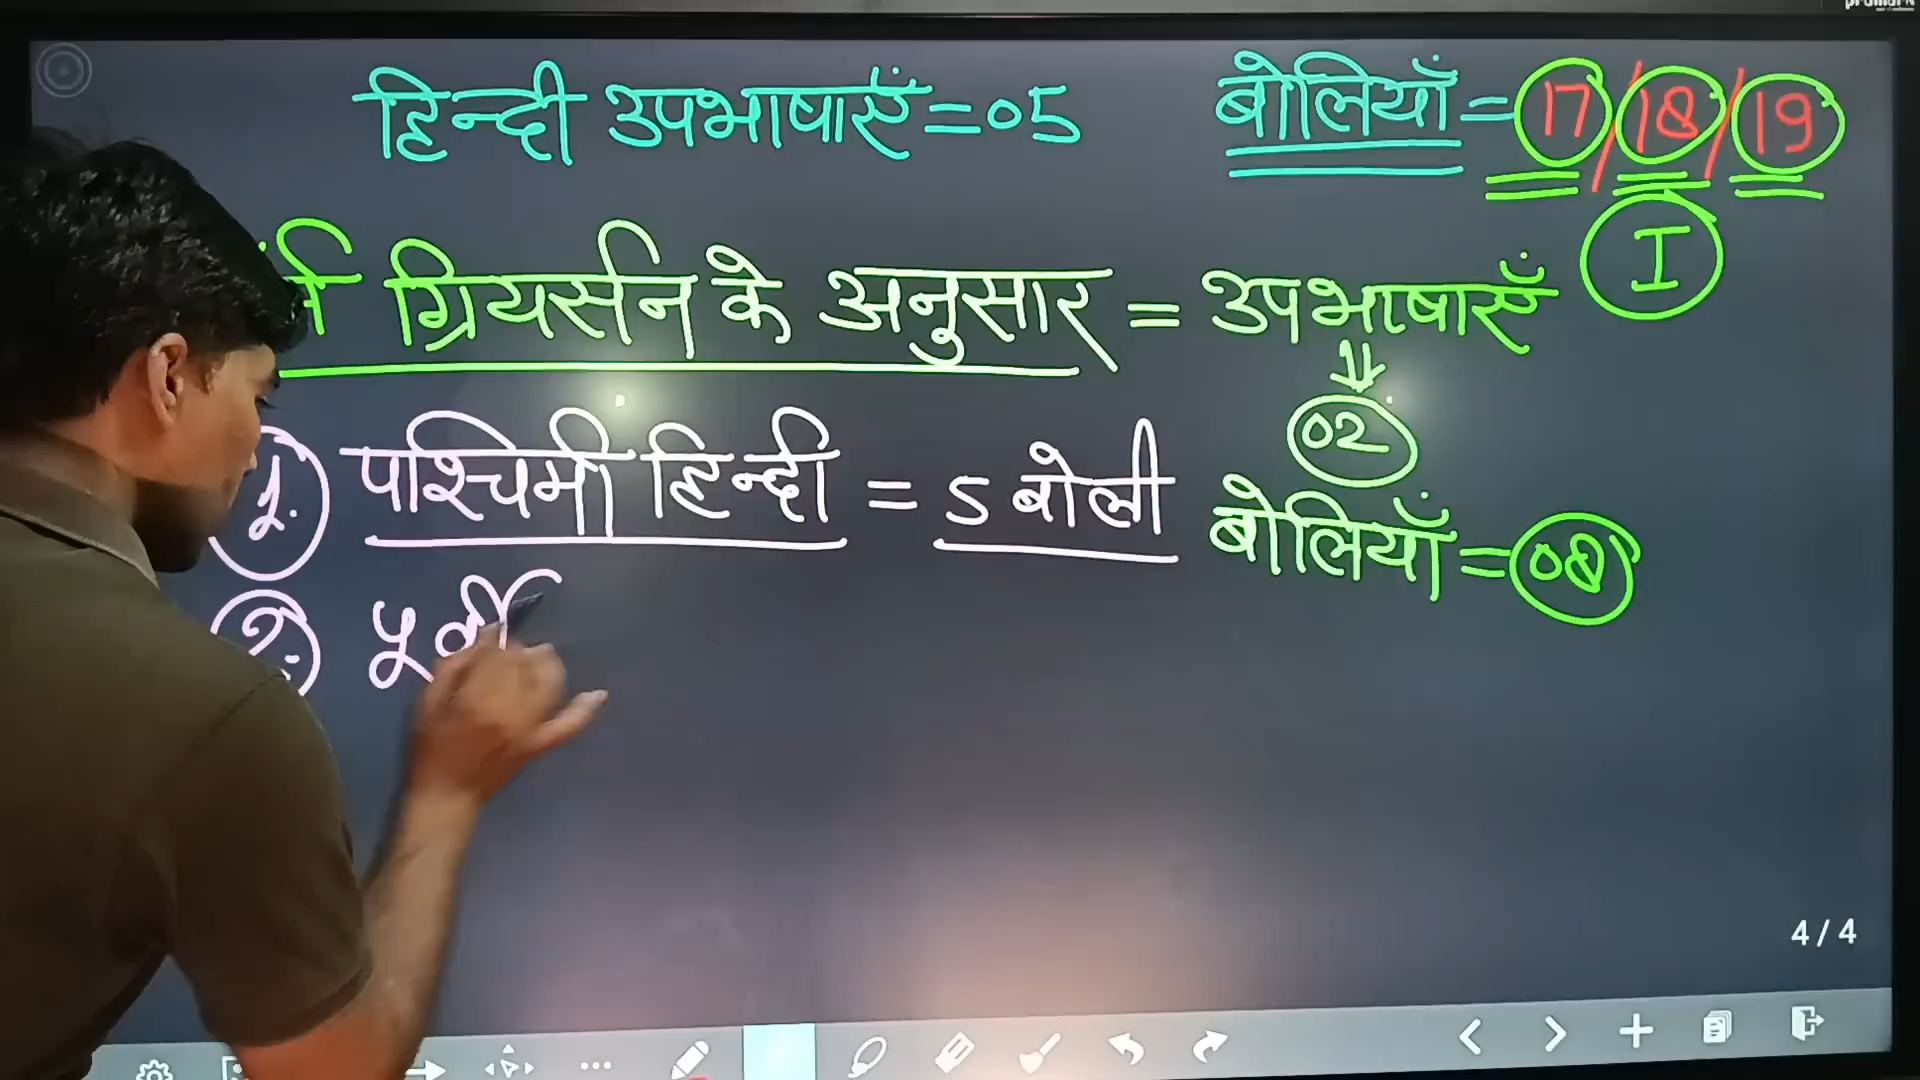 हिन्दी उपभाषाएँ = 05
बोलियाँ = 17/18/19
I
ग्रियर्सन के अनुसार = उपभाषाएँ
02
1. पश्चिमी हिन्दी = 5 बोली
बोलियाँ = 08
2. पूर्वी
4 / 4